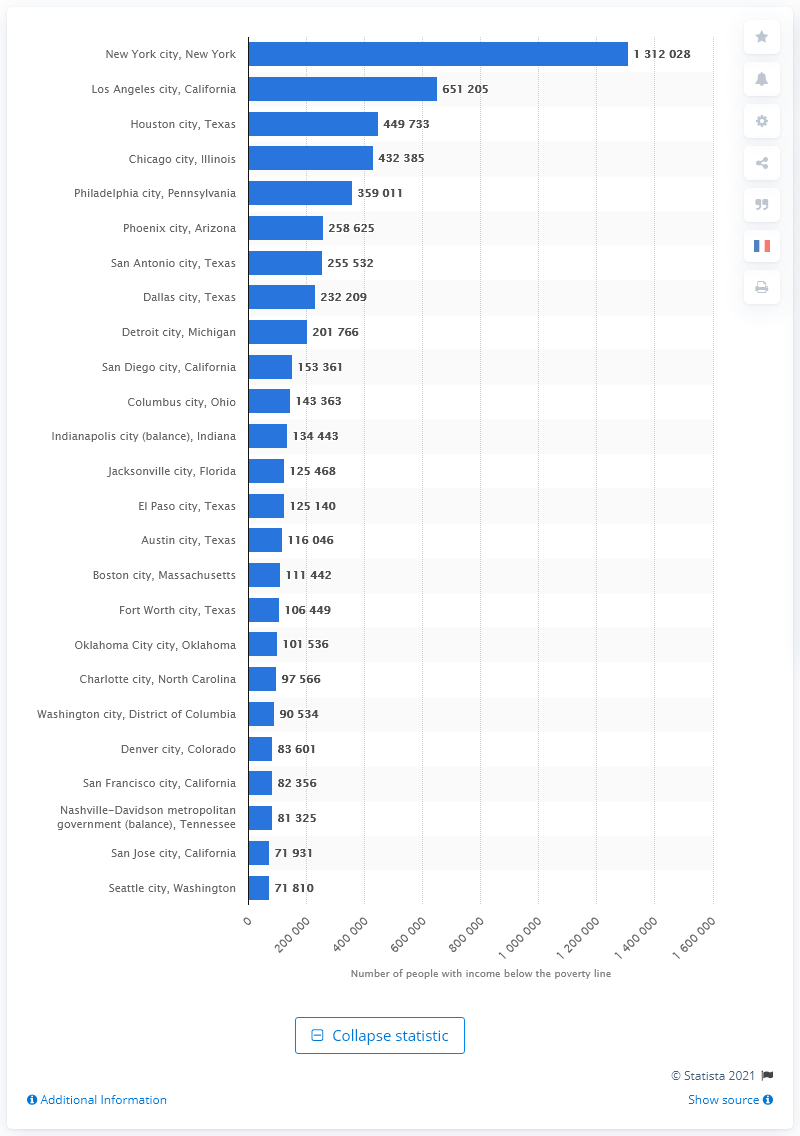 New York city, New York 1 312 028
Los Angeles city, California 651 205
Houston city, Texas 449 733
Chicago city, Illinois 432 385
Philadelphia city, Pennsylvania 359 011
Phoenix city, Arizona 258 625
San Antonio city, Texas 255 532
Dallas city, Texas 232 209
Detroit city, Michigan 201 766
San Diego city, California 153 361
Columbus city, Ohio 143 363
Indianapolis city (balance), Indiana 134 443
Jacksonville city, Florida 125 468
El Paso city, Texas 125 140
Austin city, Texas 116 046
Boston city, Massachusetts 111 442
Fort Worth city, Texas 106 449
Oklahoma City city, Oklahoma 101 536
Charlotte city, North Carolina 97 566
Washington city, District of Columbia 90 534
Denver city, Colorado 83 601
San Francisco city, California 82 356
Nashville-Davidson metropolitan
government (balance), Tennessee 81 325
San Jose city, California 71 931
Seattle city, Washington 71 810
0 200 000 400 000 600 000 800 000 1 000 000 1 200 000 1 400 000 1 600 000
Number of people with income below the poverty line
Collapse statistic
© Statista 2021
Additional Information Show source